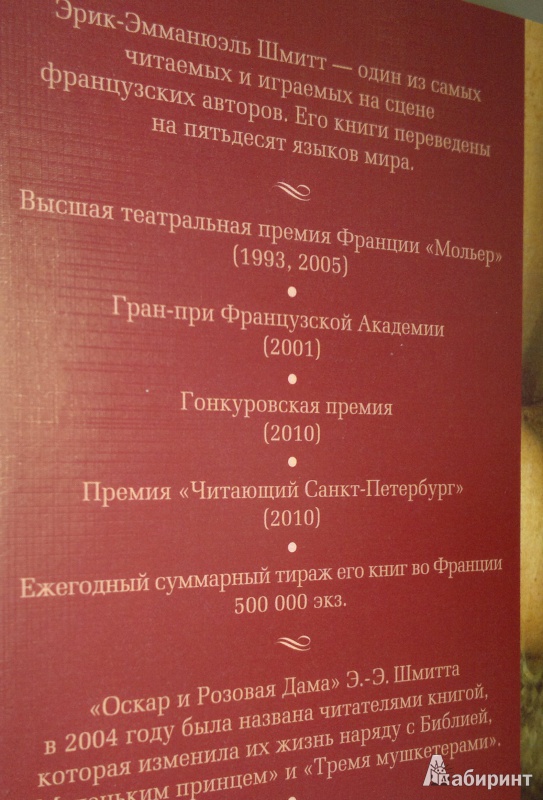 Эрик-Эмманюэль Шмитт — один из самых
читаемых и играемых на сцене
французских авторов. Его книги переведены
на пятьдесят языков мира.
Высшая театральная премия Франции «Мольер»
(1993, 2005)
•
Гран-при Французской Академии
(2001)
•
Гонкуровская премия
(2010)
•
Премия «Читающий Санкт-Петербург»
(2010)
•
Ежегодный суммарный тираж его книг во Франции
500 000 экз.
«Оскар и Розовая Дама» Э.-Э. Шмитта
в 2004 году была названа читателями книгой,
которая изменила их жизнь наряду с Библией,
«Маленьким принцем» и «Тремя мушкетерами».
Лабиринт